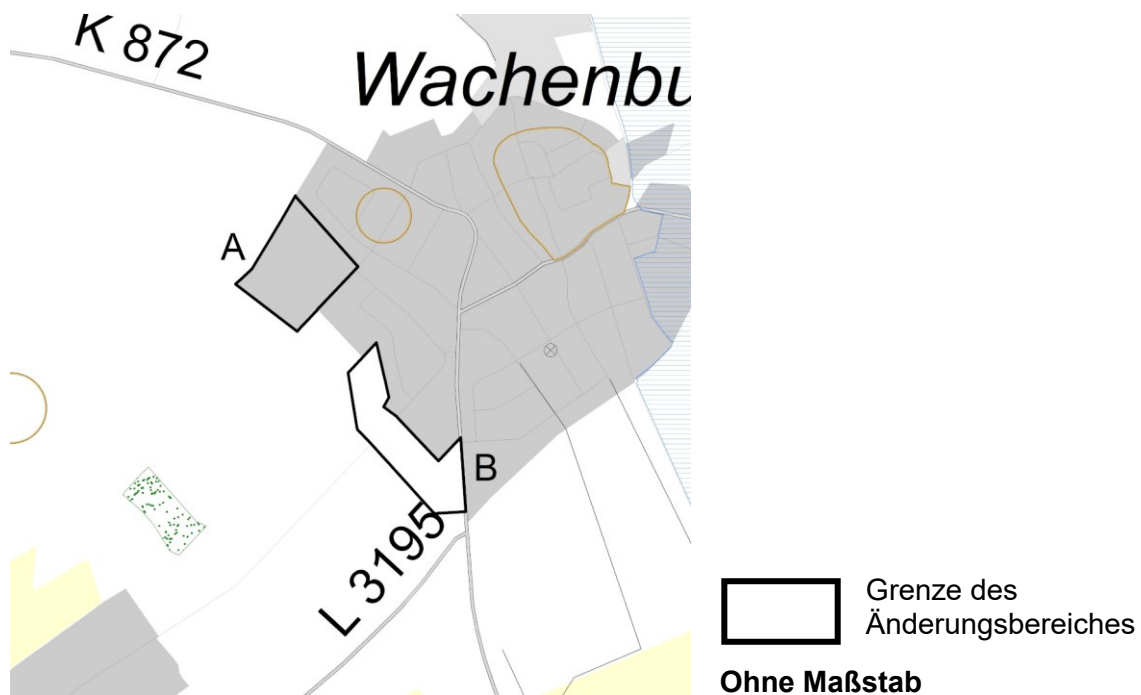 K 872
Wachenbu
A
B
L 3195
Grenze des
Änderungsbereiches
Ohne Maßstab